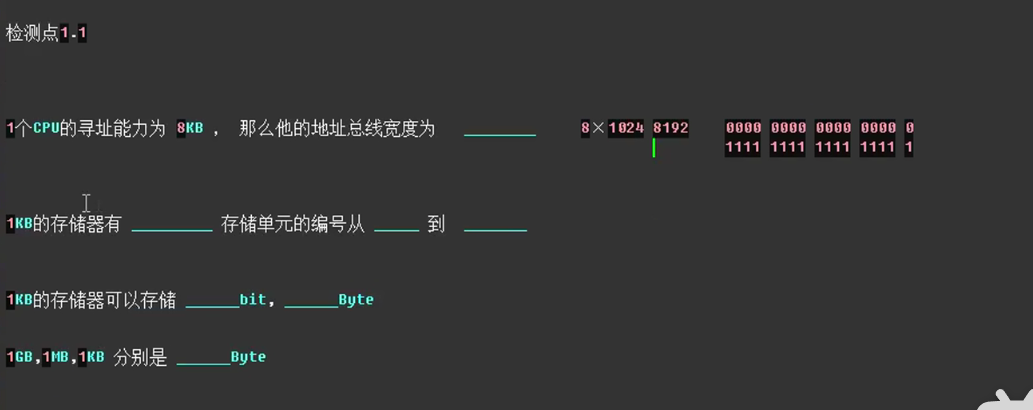 检测点1.1
1个CPU的寻址能力为 8KB , 那么他的地址总线宽度为 ________ 8×1024 8192 0000 0000 0000 0000 0
1111 1111 1111 1111 1
1KB的存储器有 _________ 存储单元的编号从 _____ 到 _______
1KB的存储器可以存储 ______bit, ______Byte
1GB,1MB,1KB 分别是 ______Byte